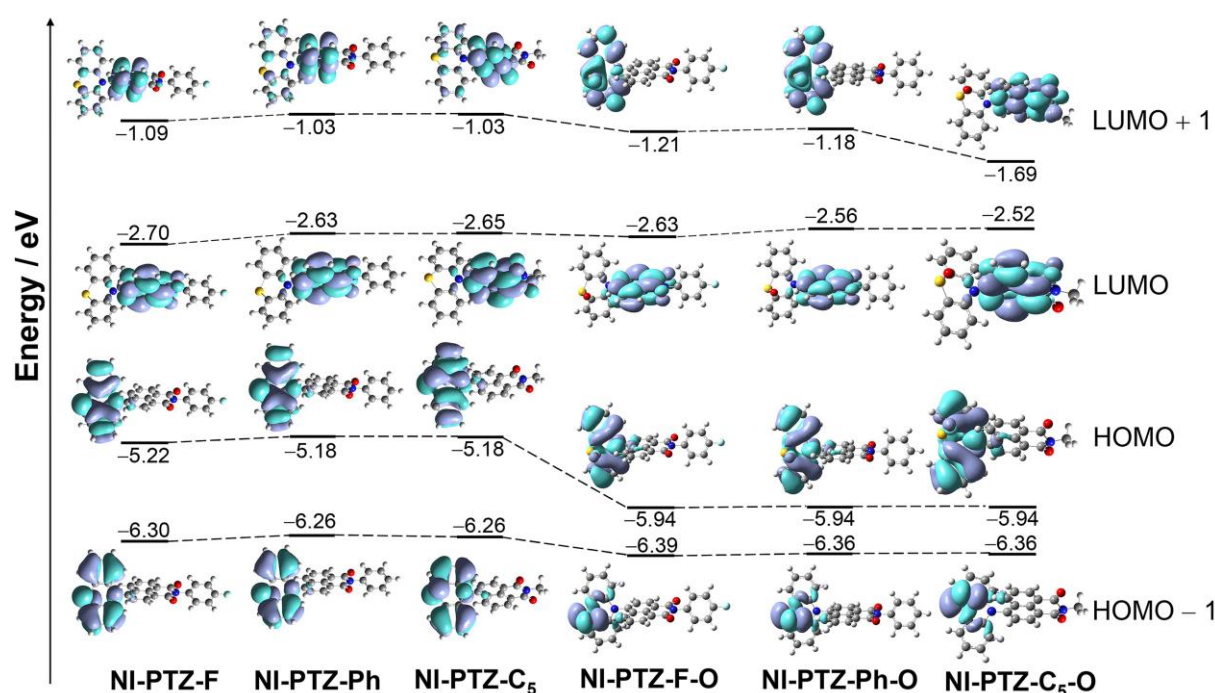 Energy / eV
−1.09 −1.03 −1.03 −1.21 −1.18 −1.69 LUMO + 1
−2.70 −2.63 −2.65 −2.63 −2.56 −2.52 LUMO
−5.22 −5.18 −5.18 −5.94 −5.94 −5.94 HOMO
−6.30 −6.26 −6.26 −6.39 −6.36 −6.36 HOMO − 1
NI-PTZ-F NI-PTZ-Ph NI-PTZ-C₅ NI-PTZ-F-O NI-PTZ-Ph-O NI-PTZ-C₅-O